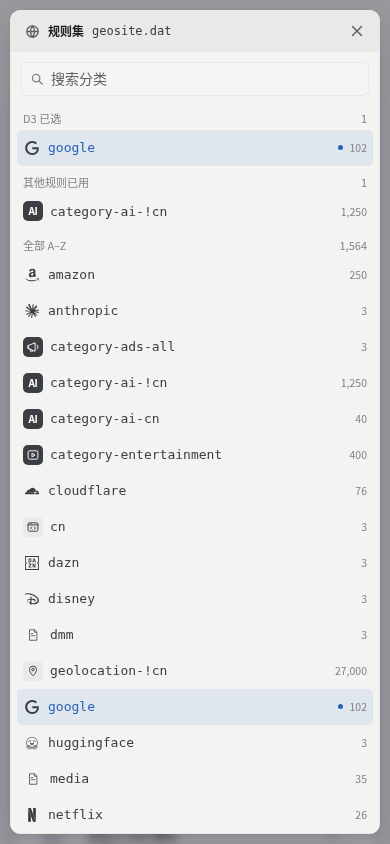 规则集 geosite.dat
搜索分类
D3 已选 1
google 102
其他规则已用 1
AI category-ai-!cn 1,250
全部 A–Z 1,564
amazon 250
anthropic 3
category-ads-all 3
AI category-ai-!cn 1,250
AI category-ai-cn 40
category-entertainment 400
cloudflare 76
cn 3
DAZN dazn 3
disney 3
dmm 3
geolocation-!cn 27,000
google 102
huggingface 3
media 35
netflix 26